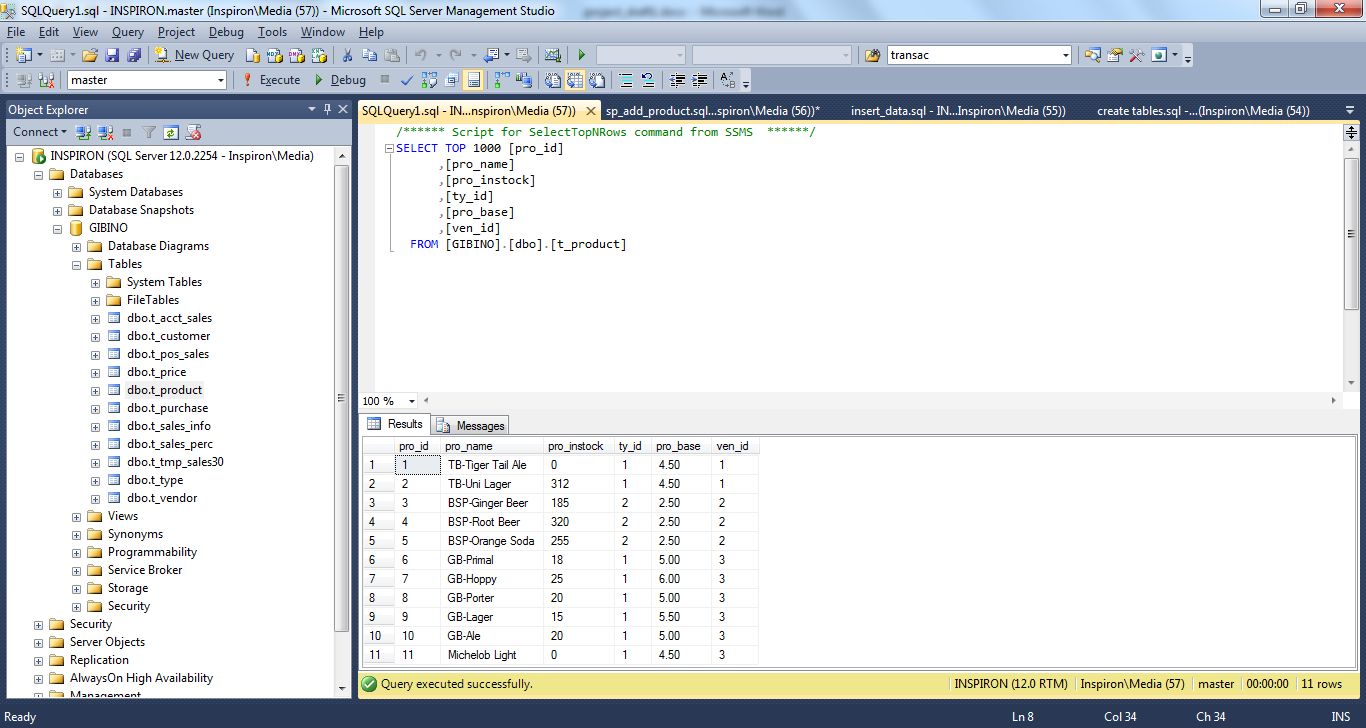 SQLQuery1.sql - INSPIRON.master (Inspiron\Media (57)) - Microsoft SQL Server Management Studio
File Edit View Query Project Debug Tools Window Help
New Query transac
master Execute Debug
Object Explorer
Connect
INSPIRON (SQL Server 12.0.2254 - Inspiron\Media)
Databases
System Databases
Database Snapshots
GIBINO
Database Diagrams
Tables
System Tables
FileTables
dbo.t_acct_sales
dbo.t_customer
dbo.t_pos_sales
dbo.t_price
dbo.t_product
dbo.t_purchase
dbo.t_sales_info
dbo.t_sales_perc
dbo.t_tmp_sales30
dbo.t_type
dbo.t_vendor
Views
Synonyms
Programmability
Service Broker
Storage
Security
Security
Server Objects
Replication
AlwaysOn High Availability
Management
SQLQuery1.sql - IN...nspiron\Media (57)) sp_add_product.sql...spiron\Media (56))* insert_data.sql - IN...Inspiron\Media (55)) create tables.sql -...(Inspiron\Media (54))
/****** Script for SelectTopNRows command from SSMS ******/
SELECT TOP 1000 [pro_id]
,[pro_name]
,[pro_instock]
,[ty_id]
,[pro_base]
,[ven_id]
FROM [GIBINO].[dbo].[t_product]
100 %
Results Messages
pro_id pro_name pro_instock ty_id pro_base ven_id
1 1 TB-Tiger Tail Ale 0 1 4.50 1
2 2 TB-Uni Lager 312 1 4.50 1
3 3 BSP-Ginger Beer 185 2 2.50 2
4 4 BSP-Root Beer 320 2 2.50 2
5 5 BSP-Orange Soda 255 2 2.50 2
6 6 GB-Primal 18 1 5.00 3
7 7 GB-Hoppy 25 1 6.00 3
8 8 GB-Porter 20 1 5.00 3
9 9 GB-Lager 15 1 5.50 3
10 10 GB-Ale 20 1 5.00 3
11 11 Michelob Light 0 1 4.50 3
Query executed successfully. INSPIRON (12.0 RTM) Inspiron\Media (57) master 00:00:00 11 rows
Ready Ln 8 Col 34 Ch 34 INS